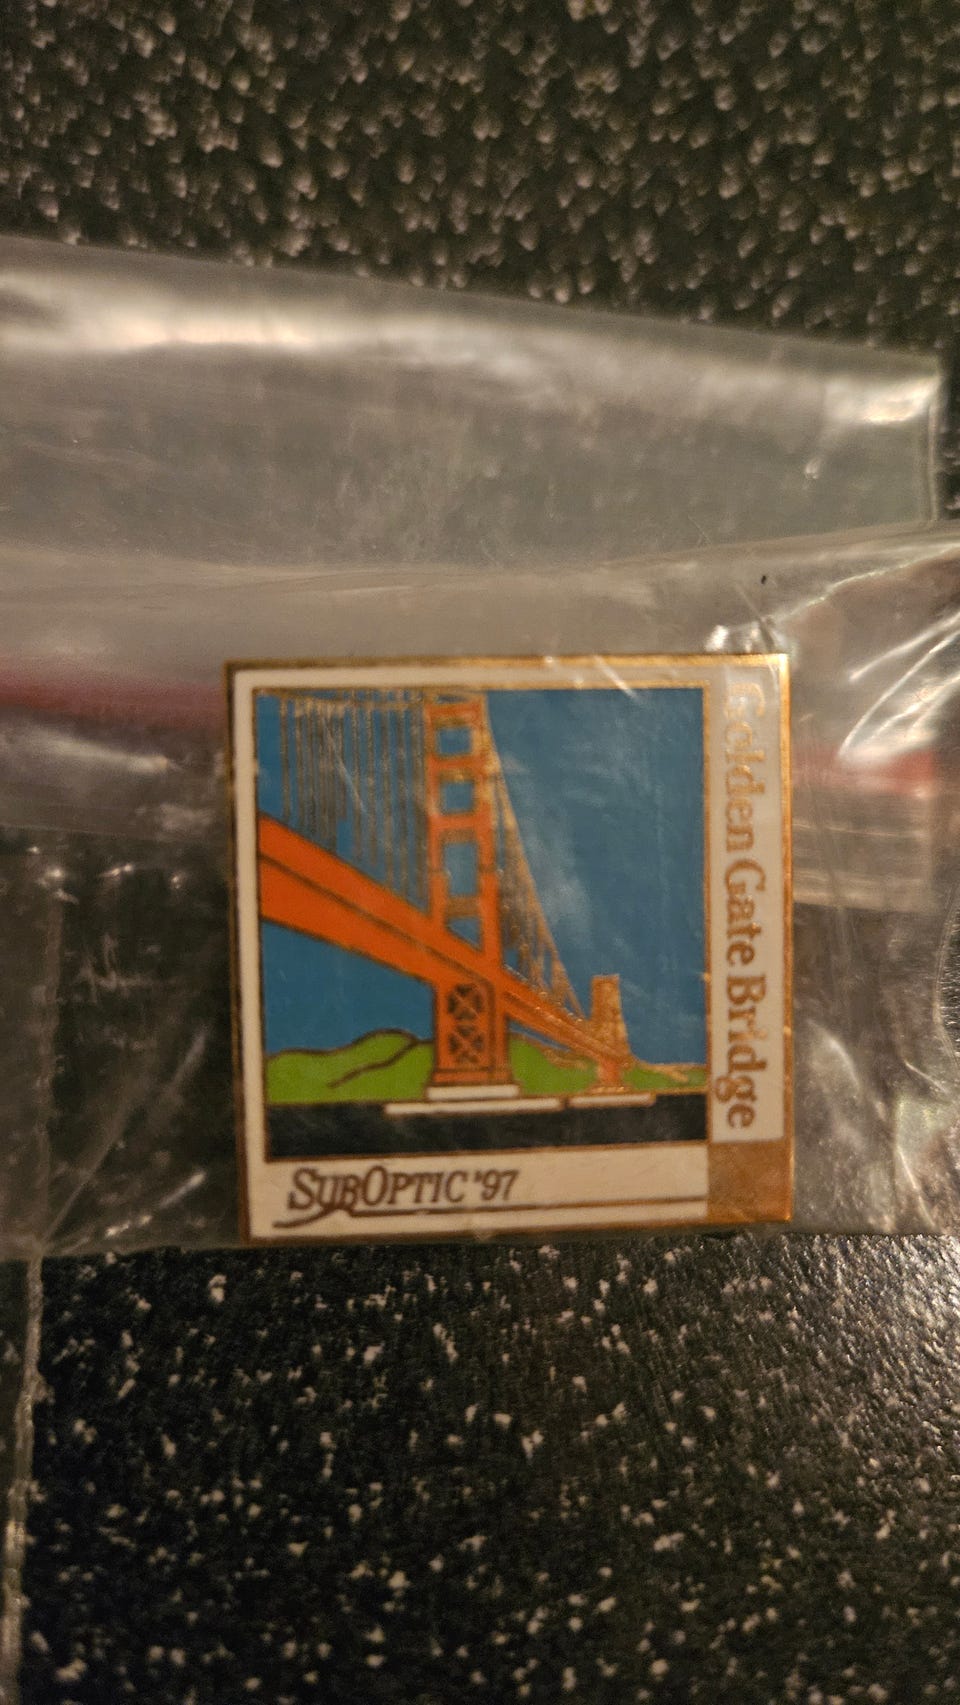 Golden Gate Bridge
SUBOPTIC '97